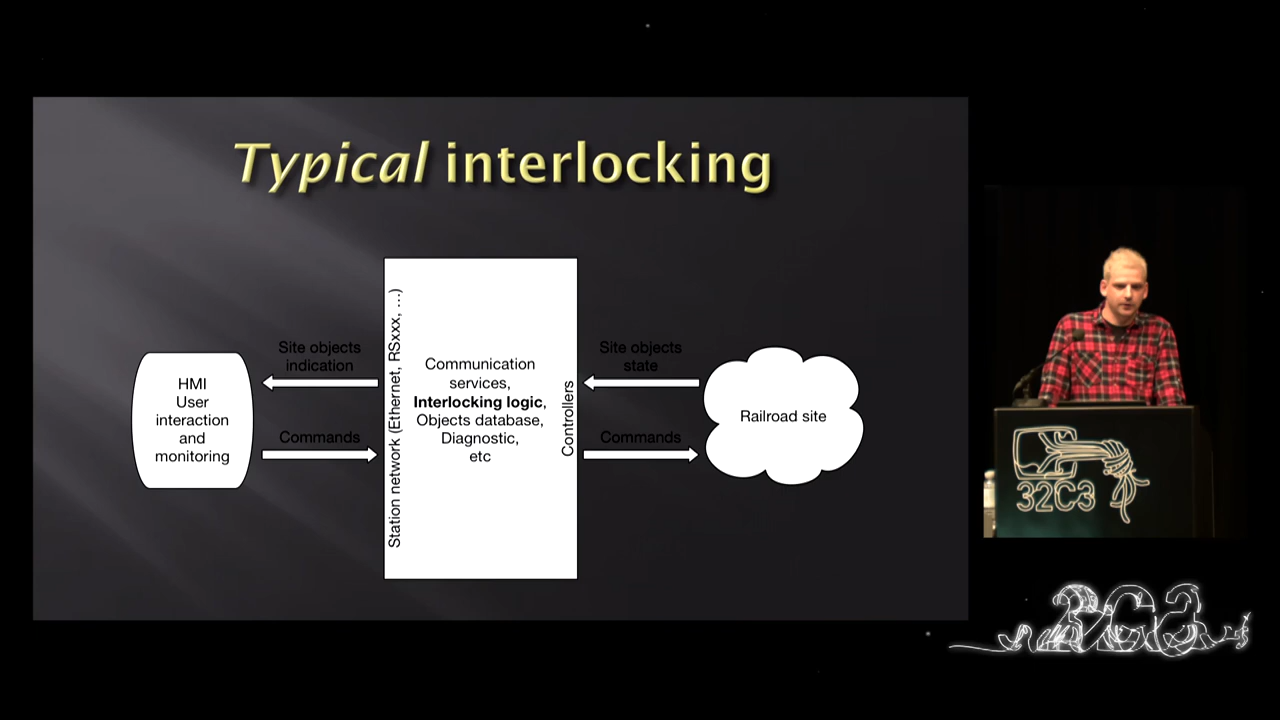 Typical interlocking
HMI
User
interaction
and
monitoring
Site objects
indication
Commands
Station network (Ethernet, RSxxx, ...)
Communication
services,
Interlocking logic,
Objects database,
Diagnostic,
etc
Controllers
Site objects
state
Commands
Railroad site
32C3
32C3